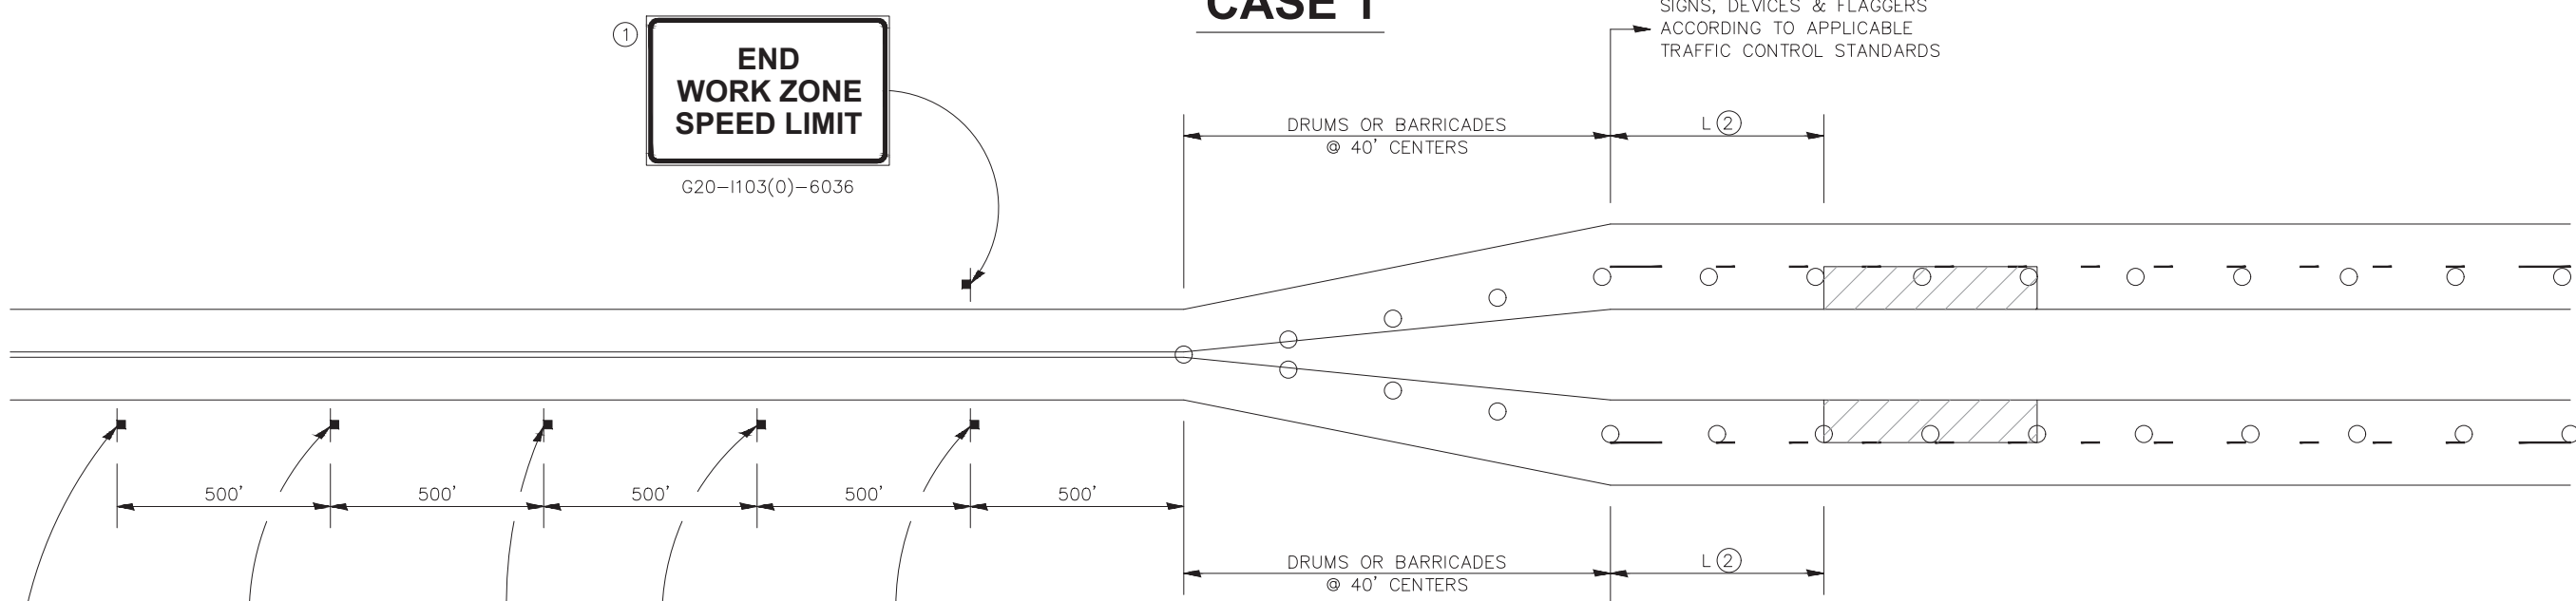 CASE 1
SIGNS, DEVICES & FLAGGERS
ACCORDING TO APPLICABLE
TRAFFIC CONTROL STANDARDS
1
END
WORK ZONE
SPEED LIMIT
G20-I103(0)-6036
DRUMS OR BARRICADES
@ 40' CENTERS
L 2
500' 500' 500' 500' 500'
DRUMS OR BARRICADES
@ 40' CENTERS
L 2